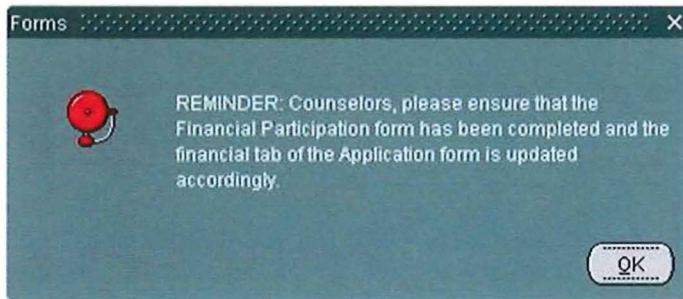 Forms
REMINDER: Counselors, please ensure that the
Financial Participation form has been completed and the
financial tab of the Application form is updated
accordingly.
OK